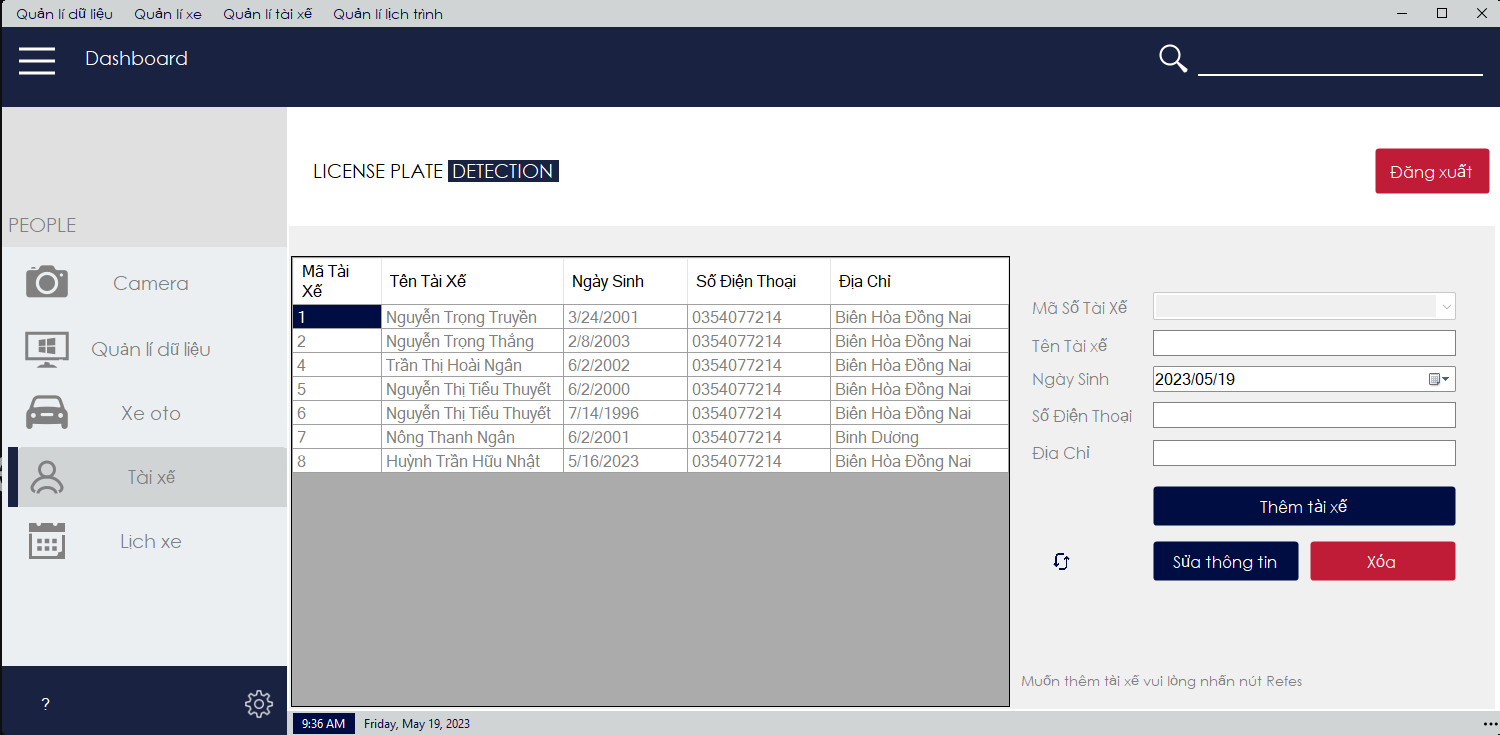 Quản lí dữ liệu Quản lí xe Quản lí tài xế Quản lí lịch trình
Dashboard
LICENSE PLATE DETECTION
Đăng xuất
PEOPLE
Camera
Quản lí dữ liệu
Xe oto
Tài xế
Lịch xe
?
Mã Tài Xế Tên Tài Xế Ngày Sinh Số Điện Thoại Địa Chỉ
1 Nguyễn Trọng Truyền 3/24/2001 0354077214 Biên Hòa Đồng Nai
2 Nguyễn Trọng Thắng 2/8/2003 0354077214 Biên Hòa Đồng Nai
4 Trần Thị Hoài Ngân 6/2/2002 0354077214 Biên Hòa Đồng Nai
5 Nguyễn Thị Tiểu Thuyết 6/2/2000 0354077214 Biên Hòa Đồng Nai
6 Nguyễn Thị Tiểu Thuyết 7/14/1996 0354077214 Biên Hòa Đồng Nai
7 Nông Thanh Ngân 6/2/2001 0354077214 Binh Dương
8 Huỳnh Trần Hữu Nhật 5/16/2023 0354077214 Biên Hòa Đồng Nai
Mã Số Tài Xế
Tên Tài xế
Ngày Sinh 2023/05/19
Số Điện Thoại
Địa Chỉ
Thêm tài xế
Sửa thông tin Xóa
Muốn thêm tài xế vui lòng nhấn nút Refes
9:36 AM Friday, May 19, 2023